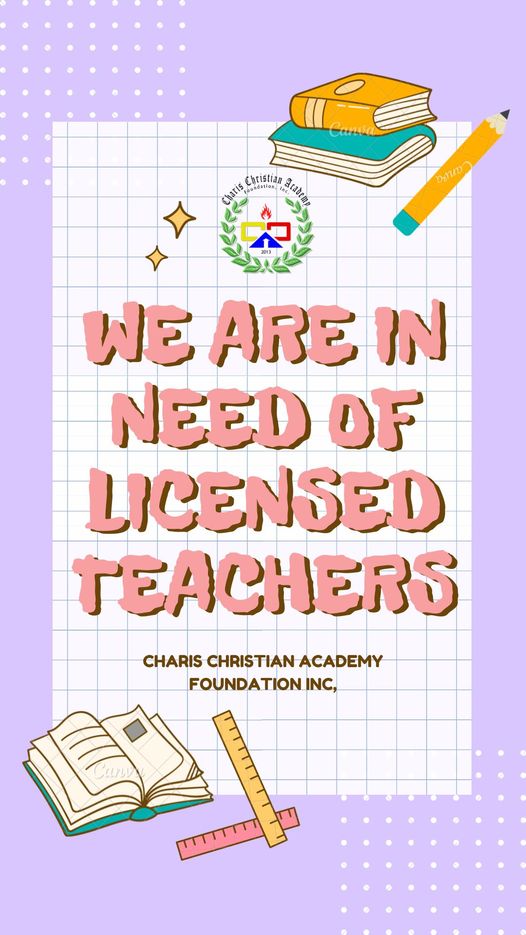 Canva
Canva
Charis Christian Academy
foundation, inc.
2013
WE ARE IN
NEED OF
LICENSED
TEACHERS
CHARIS CHRISTIAN ACADEMY
FOUNDATION INC,
Canva